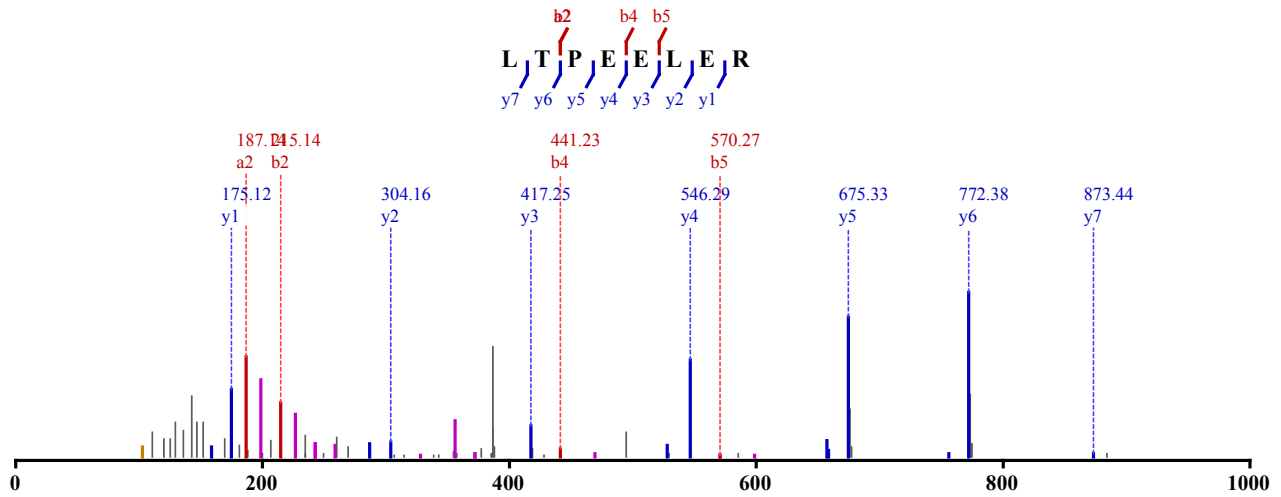 b2 a2 b4 b5
L T P E E L E R
y7 y6 y5 y4 y3 y2 y1
187.14 215.14 441.23 570.27
a2 b2 b4 b5
175.12 304.16 417.25 546.29 675.33 772.38 873.44
y1 y2 y3 y4 y5 y6 y7
0 200 400 600 800 1000